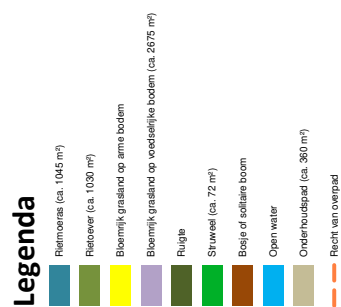 Legenda
Rietmoeras (ca. 1045 m²)
Rietoever (ca. 1030 m²)
Bloemrijk grasland op arme bodem
Bloemrijk grasland op voedselrijke bodem (ca. 2675 m²)
Ruigte
Struweel (ca. 72 m²)
Bosje of solitaire boom
Open water
Onderhoudspad (ca. 360 m²)
Recht van overpad